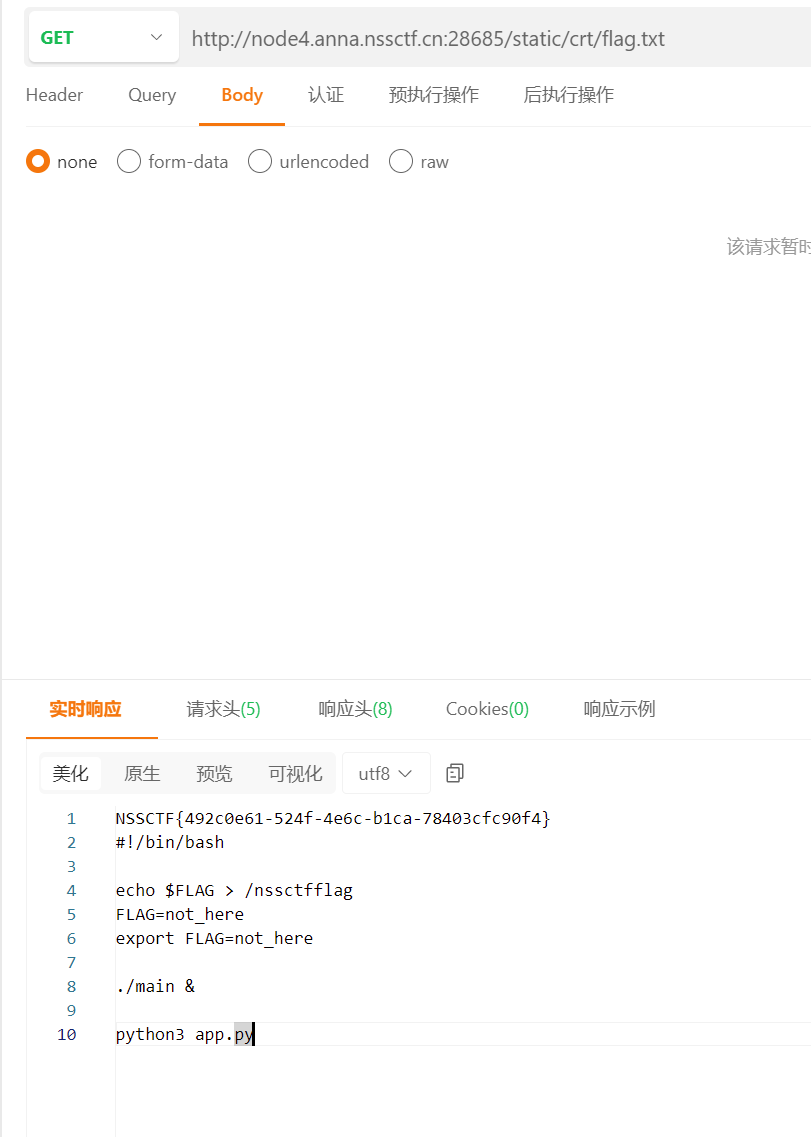 GET http://node4.anna.nssctf.cn:28685/static/crt/flag.txt
Header Query Body 认证 预执行操作 后执行操作
none form-data urlencoded raw
该请求暂时
实时响应 请求头(5) 响应头(8) Cookies(0) 响应示例
美化 原生 预览 可视化 utf8
1 NSSCTF{492c0e61-524f-4e6c-b1ca-78403cfc90f4}
2 #!/bin/bash
3
4 echo $FLAG > /nssctfflag
5 FLAG=not_here
6 export FLAG=not_here
7
8 ./main &
9
10 python3 app.py